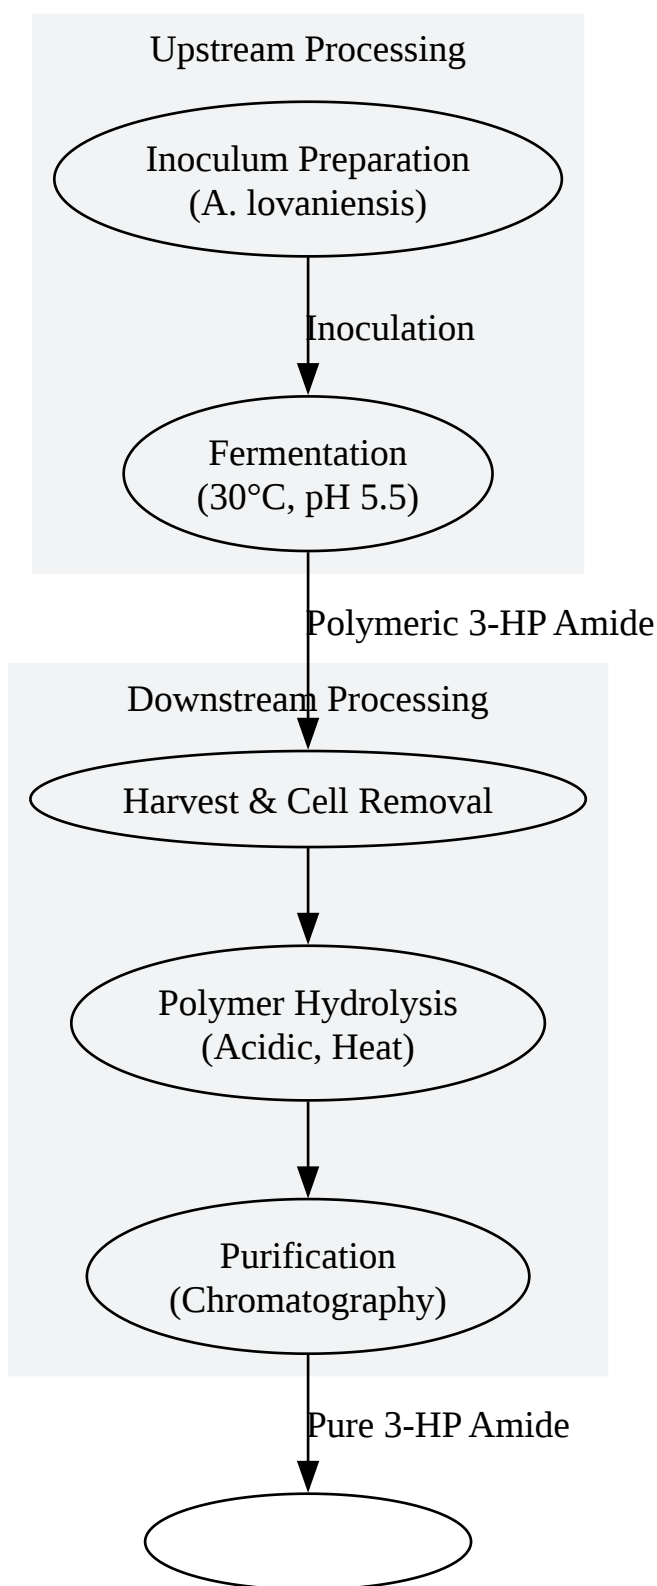 Upstream Processing
Inoculum Preparation
(A. lovaniensis)
Inoculation
Fermentation
(30°C, pH 5.5)
Polymeric 3-HP Amide
Downstream Processing
Harvest & Cell Removal
Polymer Hydrolysis
(Acidic, Heat)
Purification
(Chromatography)
Pure 3-HP Amide